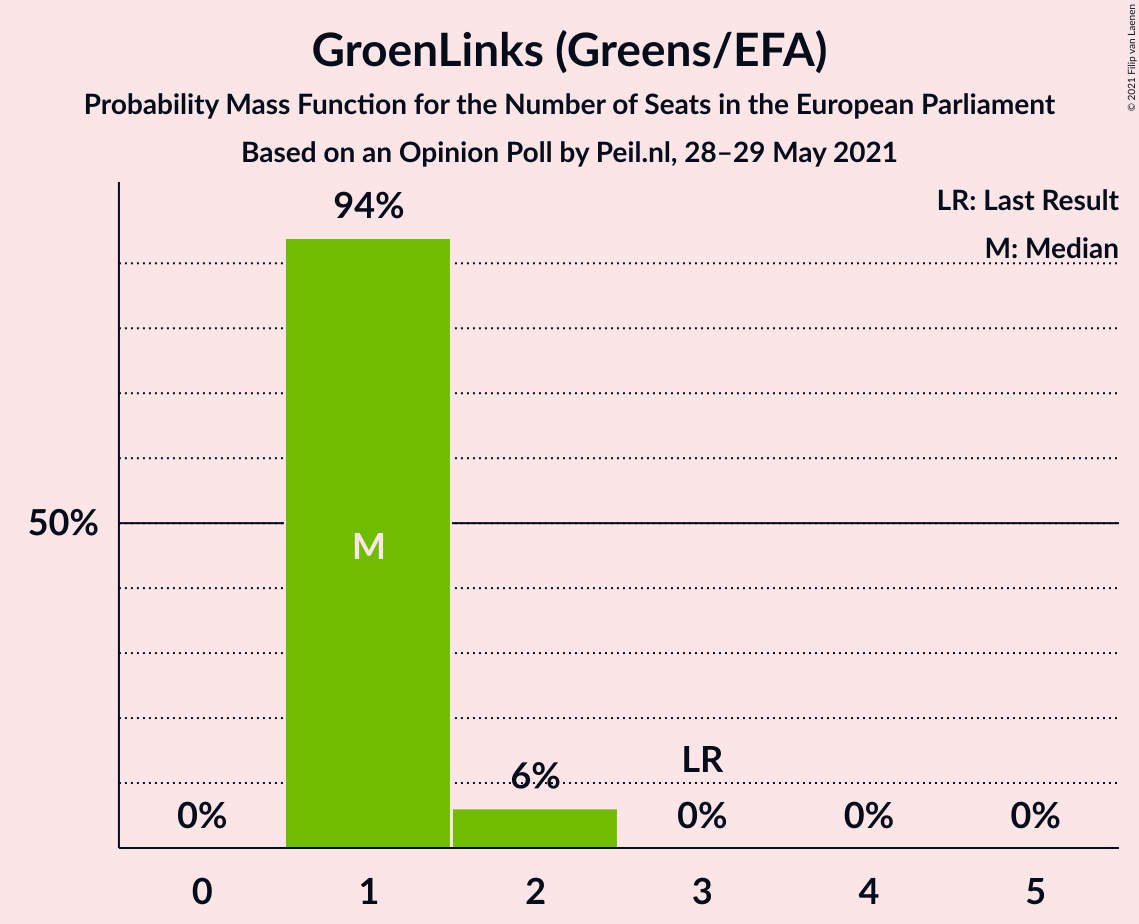 GroenLinks (Greens/EFA)
Probability Mass Function for the Number of Seats in the European Parliament
Based on an Opinion Poll by Peil.nl, 28–29 May 2021
© 2021 Filip van Laenen
LR: Last Result
M: Median
94%
50%
M
6%
LR
0%
0%
0%
0%
0
1
2
3
4
5